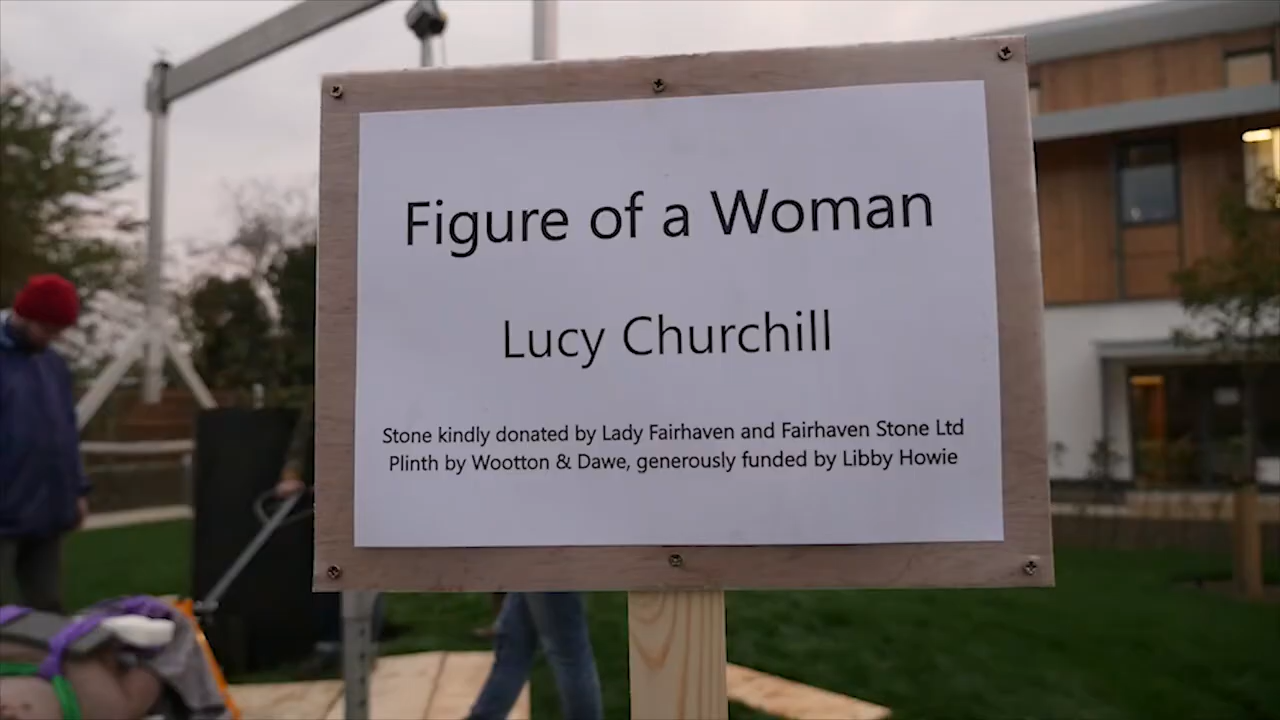 Figure of a Woman
Lucy Churchill
Stone kindly donated by Lady Fairhaven and Fairhaven Stone Ltd
Plinth by Wootton & Dawe, generously funded by Libby Howie